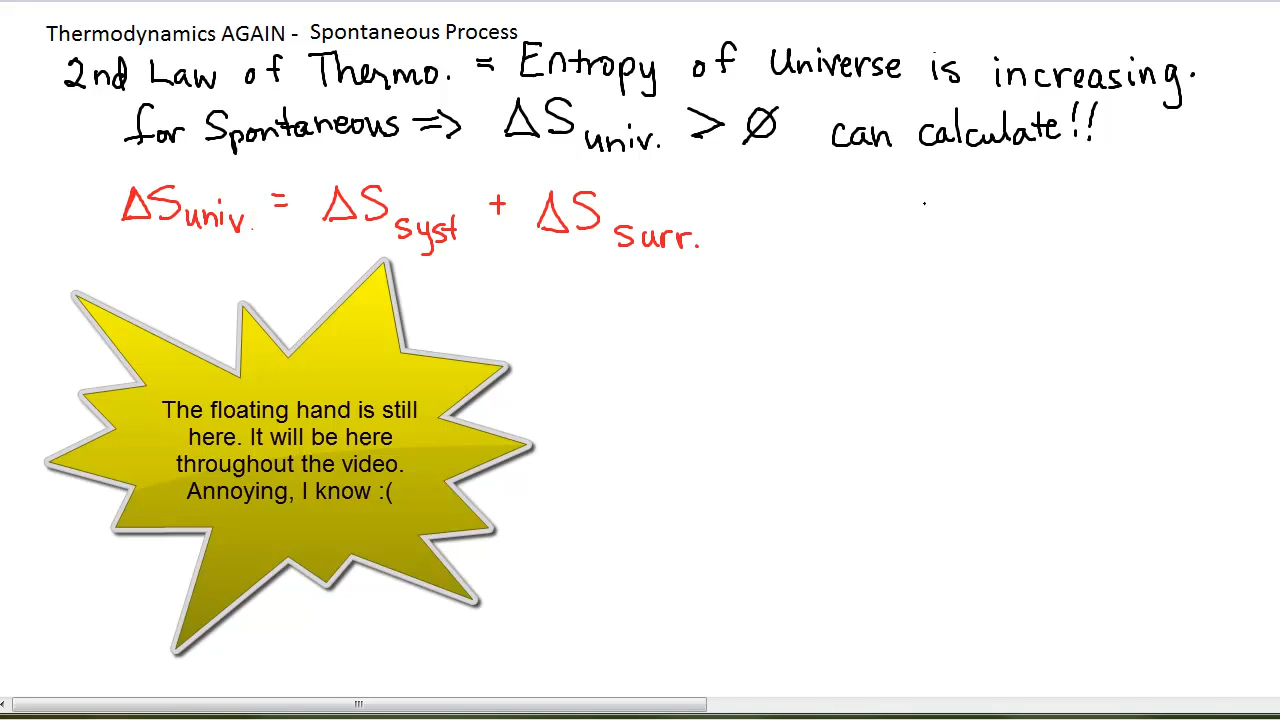 Thermodynamics AGAIN - Spontaneous Process
2nd Law of Thermo. = Entropy of Universe is increasing.
for Spontaneous => ΔS univ. > Ø can calculate!!
ΔS univ. = ΔS syst + ΔS surr.
The floating hand is still
here. It will be here
throughout the video.
Annoying, I know :(